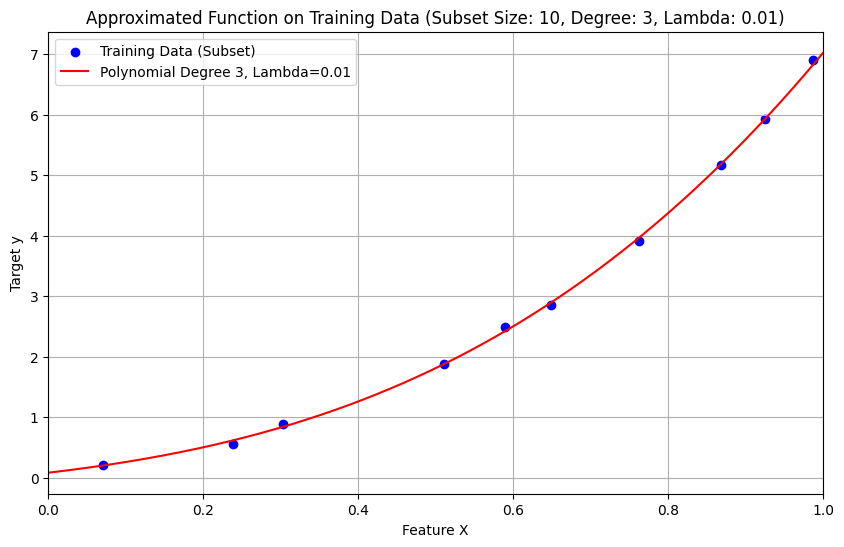 Approximated Function on Training Data (Subset Size: 10, Degree: 3, Lambda: 0.01)
Training Data (Subset)
Polynomial Degree 3, Lambda=0.01
7
6
5
4
3
2
1
0
Target y
0.0
0.2
0.4
0.6
0.8
1.0
Feature X